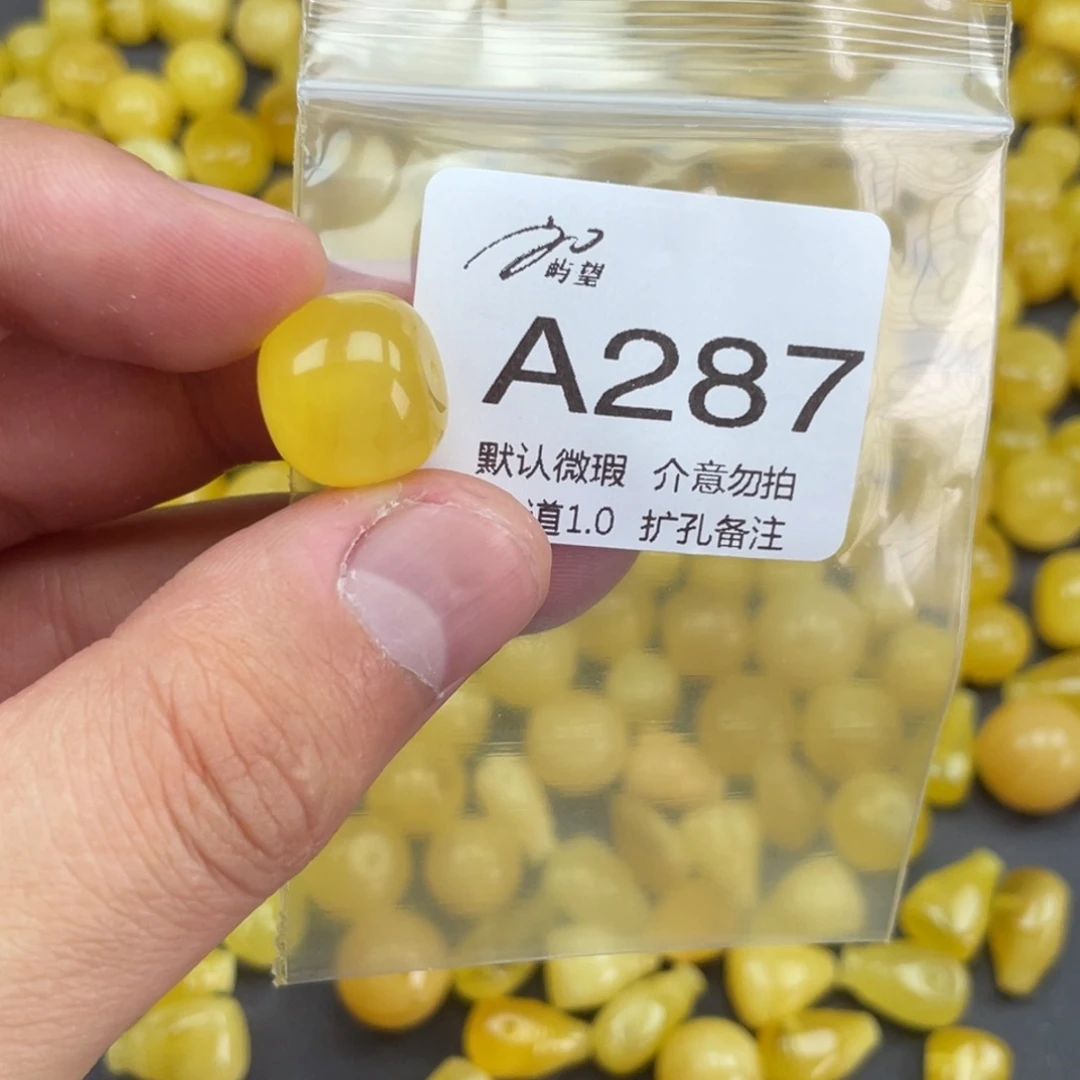 屿望
A287
默认微瑕 介意勿拍
道1.0 扩孔备注